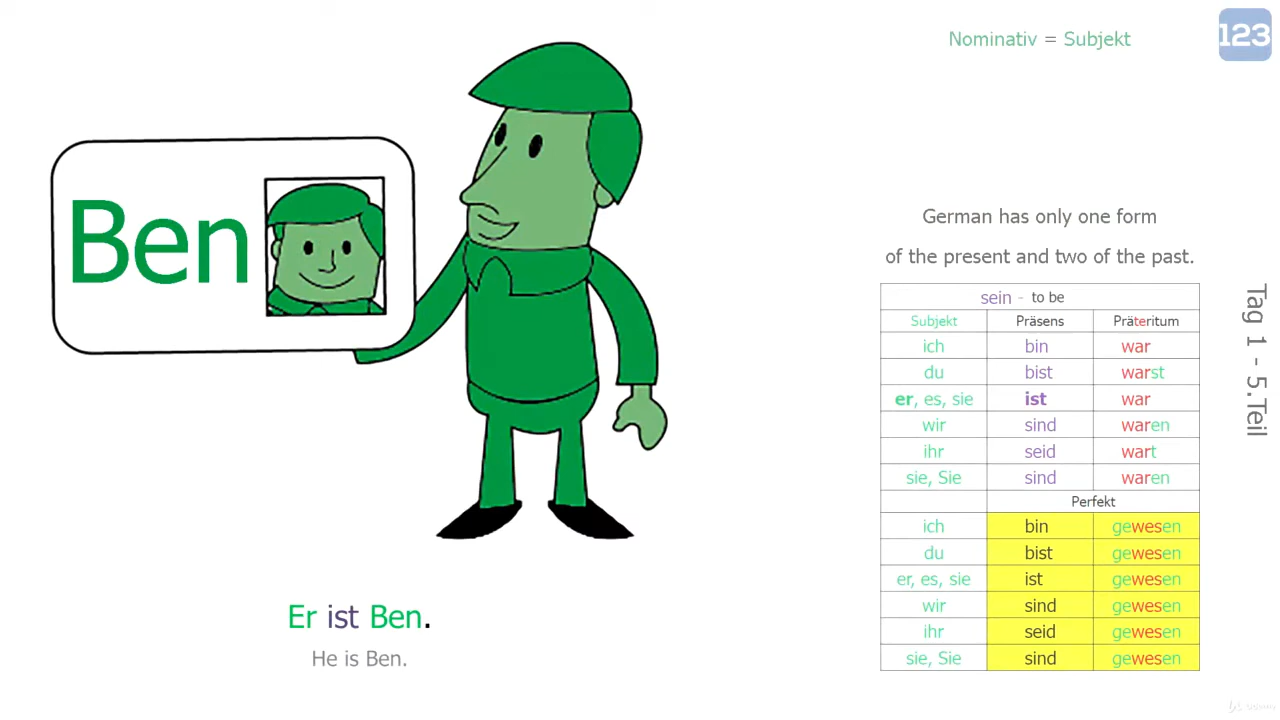 Nominativ = Subjekt
123
Ben
German has only one form
of the present and two of the past.
sein - to be
Subjekt Präsens Präteritum
ich bin war
du bist warst
er, es, sie ist war
wir sind waren
ihr seid wart
sie, Sie sind waren
Perfekt
ich bin gewesen
du bist gewesen
er, es, sie ist gewesen
wir sind gewesen
ihr seid gewesen
sie, Sie sind gewesen
Tag 1 - 5.Teil
Er ist Ben.
He is Ben.